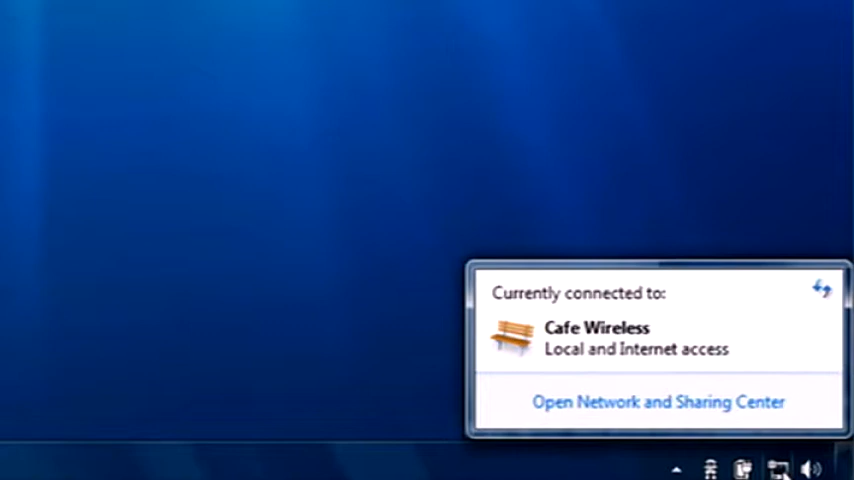 Currently connected to:
Cafe Wireless
Local and Internet access
Open Network and Sharing Center